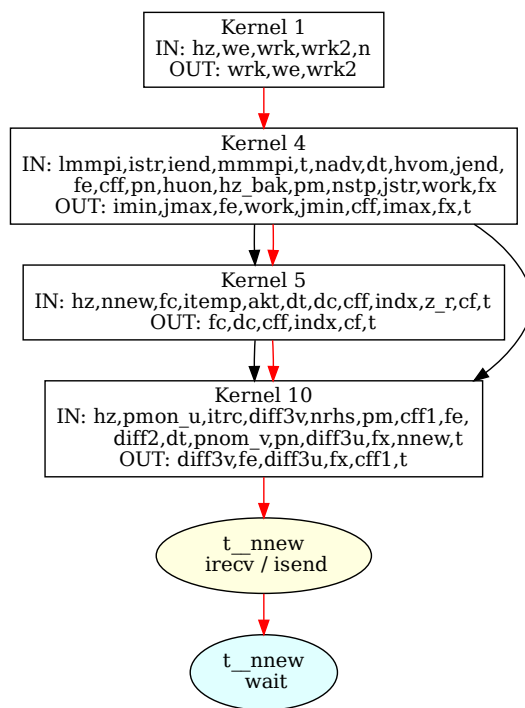 Kernel 1
IN: hz,we,wrk,wrk2,n
OUT: wrk,we,wrk2
Kernel 4
IN: lmmpi,istr,iend,mmmpi,t,nadv,dt,hvom,jend,
fe,cff,pn,huon,hz_bak,pm,nstp,jstr,work,fx
OUT: imin,jmax,fe,work,jmin,cff,imax,fx,t
Kernel 5
IN: hz,nnew,fc,itemp,akt,dt,dc,cff,indx,z_r,cf,t
OUT: fc,dc,cff,indx,cf,t
Kernel 10
IN: hz,pmon_u,itrc,diff3v,nrhs,pm,cff1,fe,
diff2,dt,pnom_v,pn,diff3u,fx,nnew,t
OUT: diff3v,fe,diff3u,fx,cff1,t
t__nnew
irecv / isend
t__nnew
wait